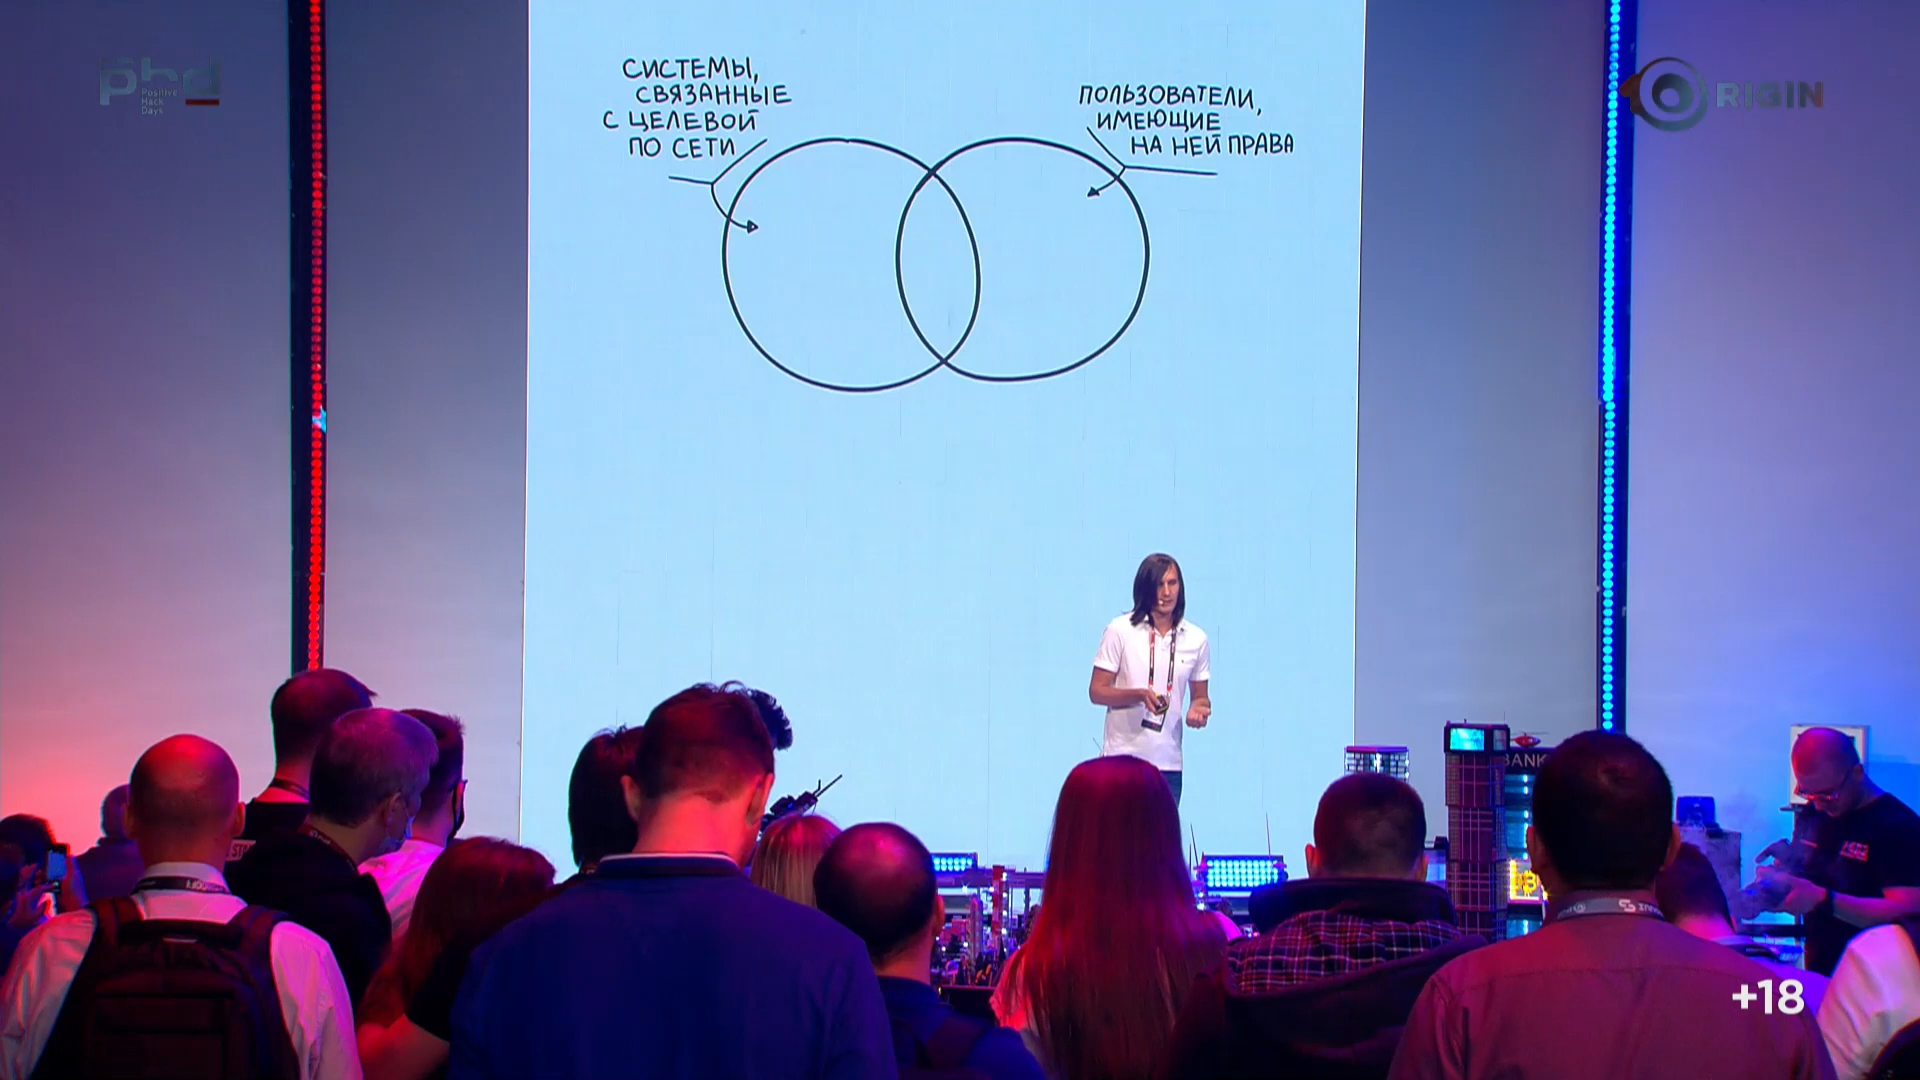 phd
Positive
Hack
Days
ORIGIN
СИСТЕМЫ,
СВЯЗАННЫЕ
С ЦЕЛЕВОЙ
ПО СЕТИ
ПОЛЬЗОВАТЕЛИ,
ИМЕЮЩИЕ
НА НЕЙ ПРАВА
BANK
+18